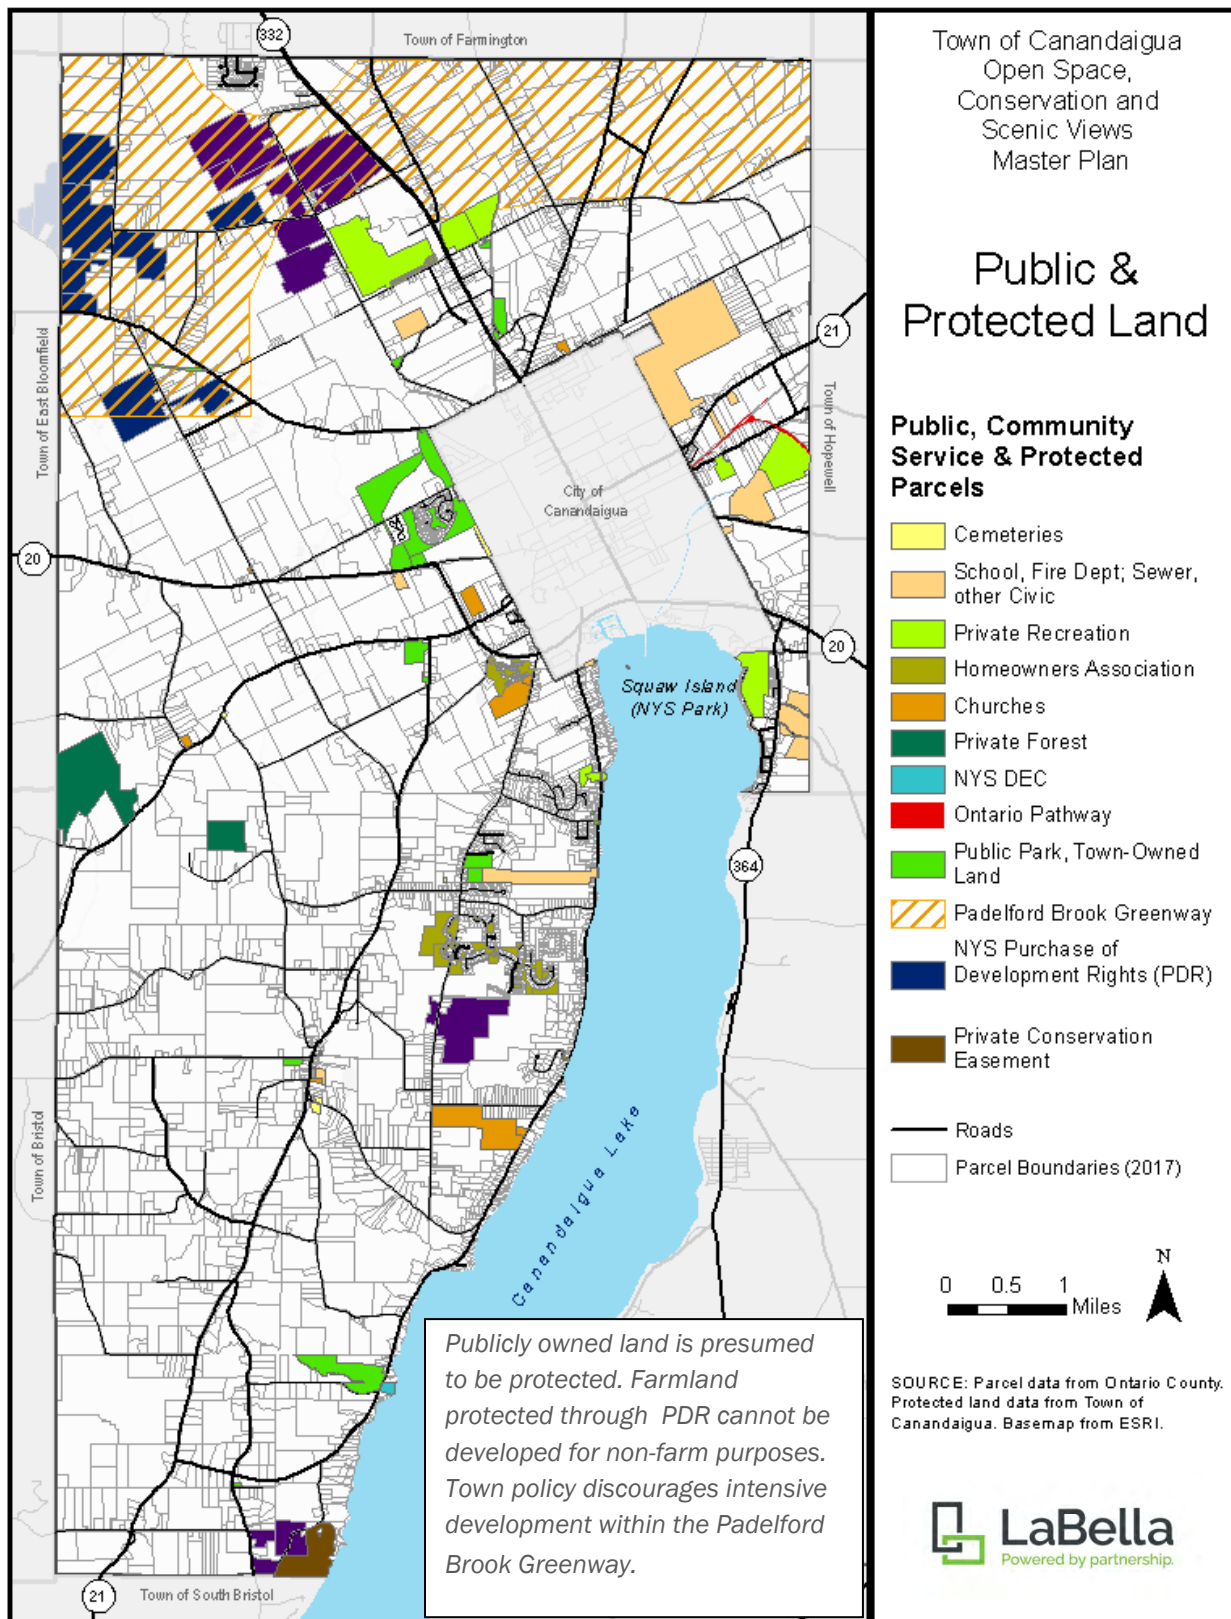 332
Town of Farmington
21
Town of East Bloomfield
Town of Hopewell
City of
Canandaigua
20
20
Squaw Island
(NYS Park)
364
Town of Bristol
Canandaigua Lake
21
Town of South Bristol
Publicly owned land is presumed
to be protected. Farmland
protected through PDR cannot be
developed for non-farm purposes.
Town policy discourages intensive
development within the Padelford
Brook Greenway.
Town of Canandaigua
Open Space,
Conservation and
Scenic Views
Master Plan
Public &
Protected Land
Public, Community
Service & Protected
Parcels
Cemeteries
School, Fire Dept; Sewer,
other Civic
Private Recreation
Homeowners Association
Churches
Private Forest
NYS DEC
Ontario Pathway
Public Park, Town-Owned
Land
Padelford Brook Greenway
NYS Purchase of
Development Rights (PDR)
Private Conservation
Easement
Roads
Parcel Boundaries (2017)
N
0 0.5 1
Miles
SOURCE: Parcel data from Ontario County.
Protected land data from Town of
Canandaigua. Basemap from ESRI.
LaBella
Powered by partnership.